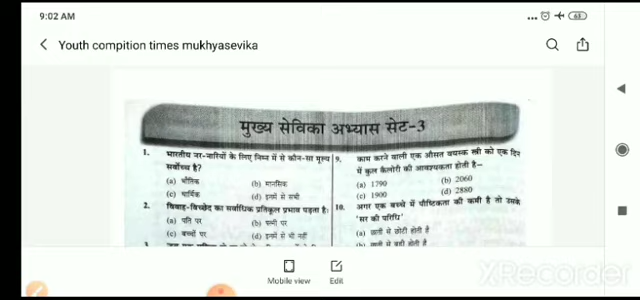 9:02 AM
63
Youth compition times mukhyasevika
मुख्य सेविका अभ्यास सेट-3
1. भारतीय नर-नारियों के लिए निम्न में से कौन-सा मूल्य सर्वोच्च है?
(a) भौतिक (b) मानसिक
(c) धार्मिक (d) इनमें से सभी
2. विवाह-विच्छेद का सर्वाधिक प्रतिकूल प्रभाव पड़ता है:
(a) पति पर (b) पत्नी पर
(c) बच्चों पर (d) इनमें से भी नहीं
9. काम करने वाली एक औसत वयस्क स्त्री को एक दिन
में कुल कैलोरी की आवश्यकता होती है–
(a) 1790 (b) 2060
(c) 1900 (d) 2880
10. अगर एक बच्चे में पौष्टिकता की कमी है तो उसके
'सर की परिधि'
(a) छाती से छोटी होती है
(b) छाती से बड़ी होती है
Mobile view
Edit
XRecorder